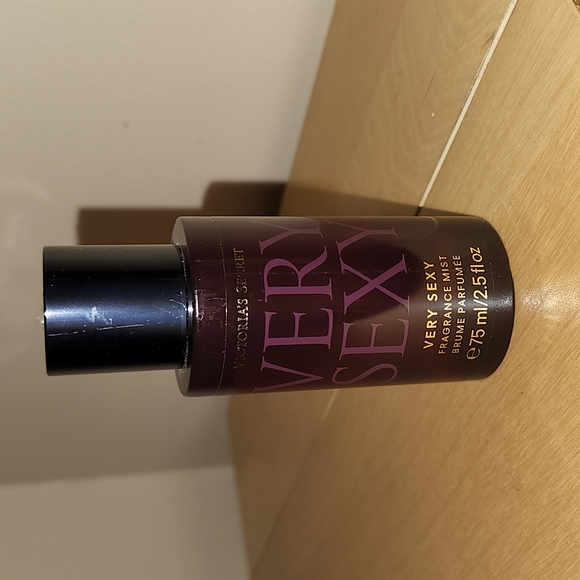 VICTORIA'S SECRET
VERY
SEXY
VERY SEXY
FRAGRANCE MIST
BRUME PARFUMÉE
℮75 ml/2.5 fl oz